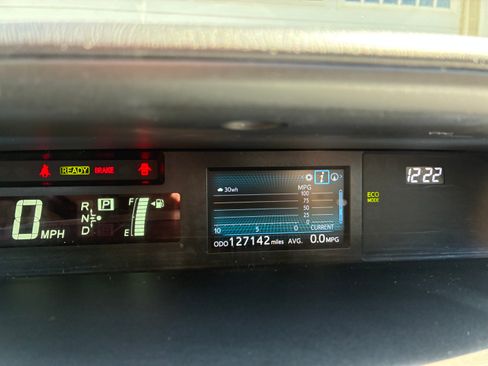 READY BRAKE
0 MPH
R P
N
D
F
E
30wh MPG
100
75
50
25
0
10 5 0 CURRENT
ODO 127142 miles AVG. 0.0 MPG
ECO
MODE
12:22